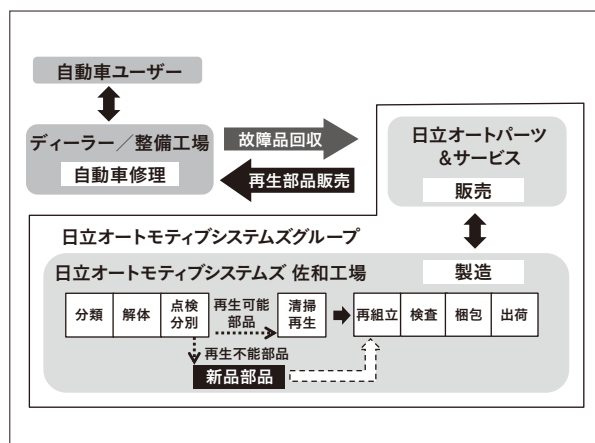 自動車ユーザー
ディーラー／整備工場
自動車修理
故障品回収
再生部品販売
日立オートパーツ
&サービス
販売
日立オートモティブシステムズグループ
日立オートモティブシステムズ 佐和工場
製造
分類
解体
点検
分別
再生可能
部品
清掃
再生
再組立
検査
梱包
出荷
再生不能部品
新品部品